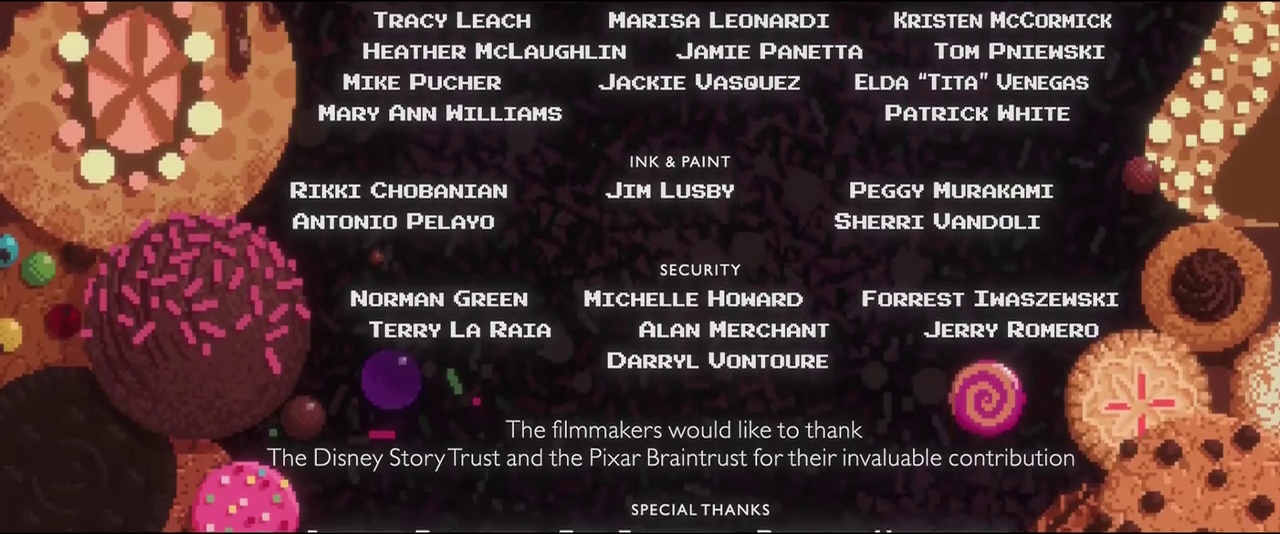 TRACY LEACH MARISA LEONARDI KRISTEN MCCORMICK
HEATHER MCLAUGHLIN JAMIE PANETTA TOM PNIEWSKI
MIKE PUCHER JACKIE VASQUEZ ELDA “TITA” VENEGAS
MARY ANN WILLIAMS PATRICK WHITE
INK & PAINT
RIKKI CHOBANIAN JIM LUSBY PEGGY MURAKAMI
ANTONIO PELAYO SHERRI VANDOLI
SECURITY
NORMAN GREEN MICHELLE HOWARD FORREST IWASZEWSKI
TERRY LA RAIA ALAN MERCHANT JERRY ROMERO
DARRYL VONTOURE
The filmmakers would like to thank
The Disney Story Trust and the Pixar Braintrust for their invaluable contribution
SPECIAL THANKS